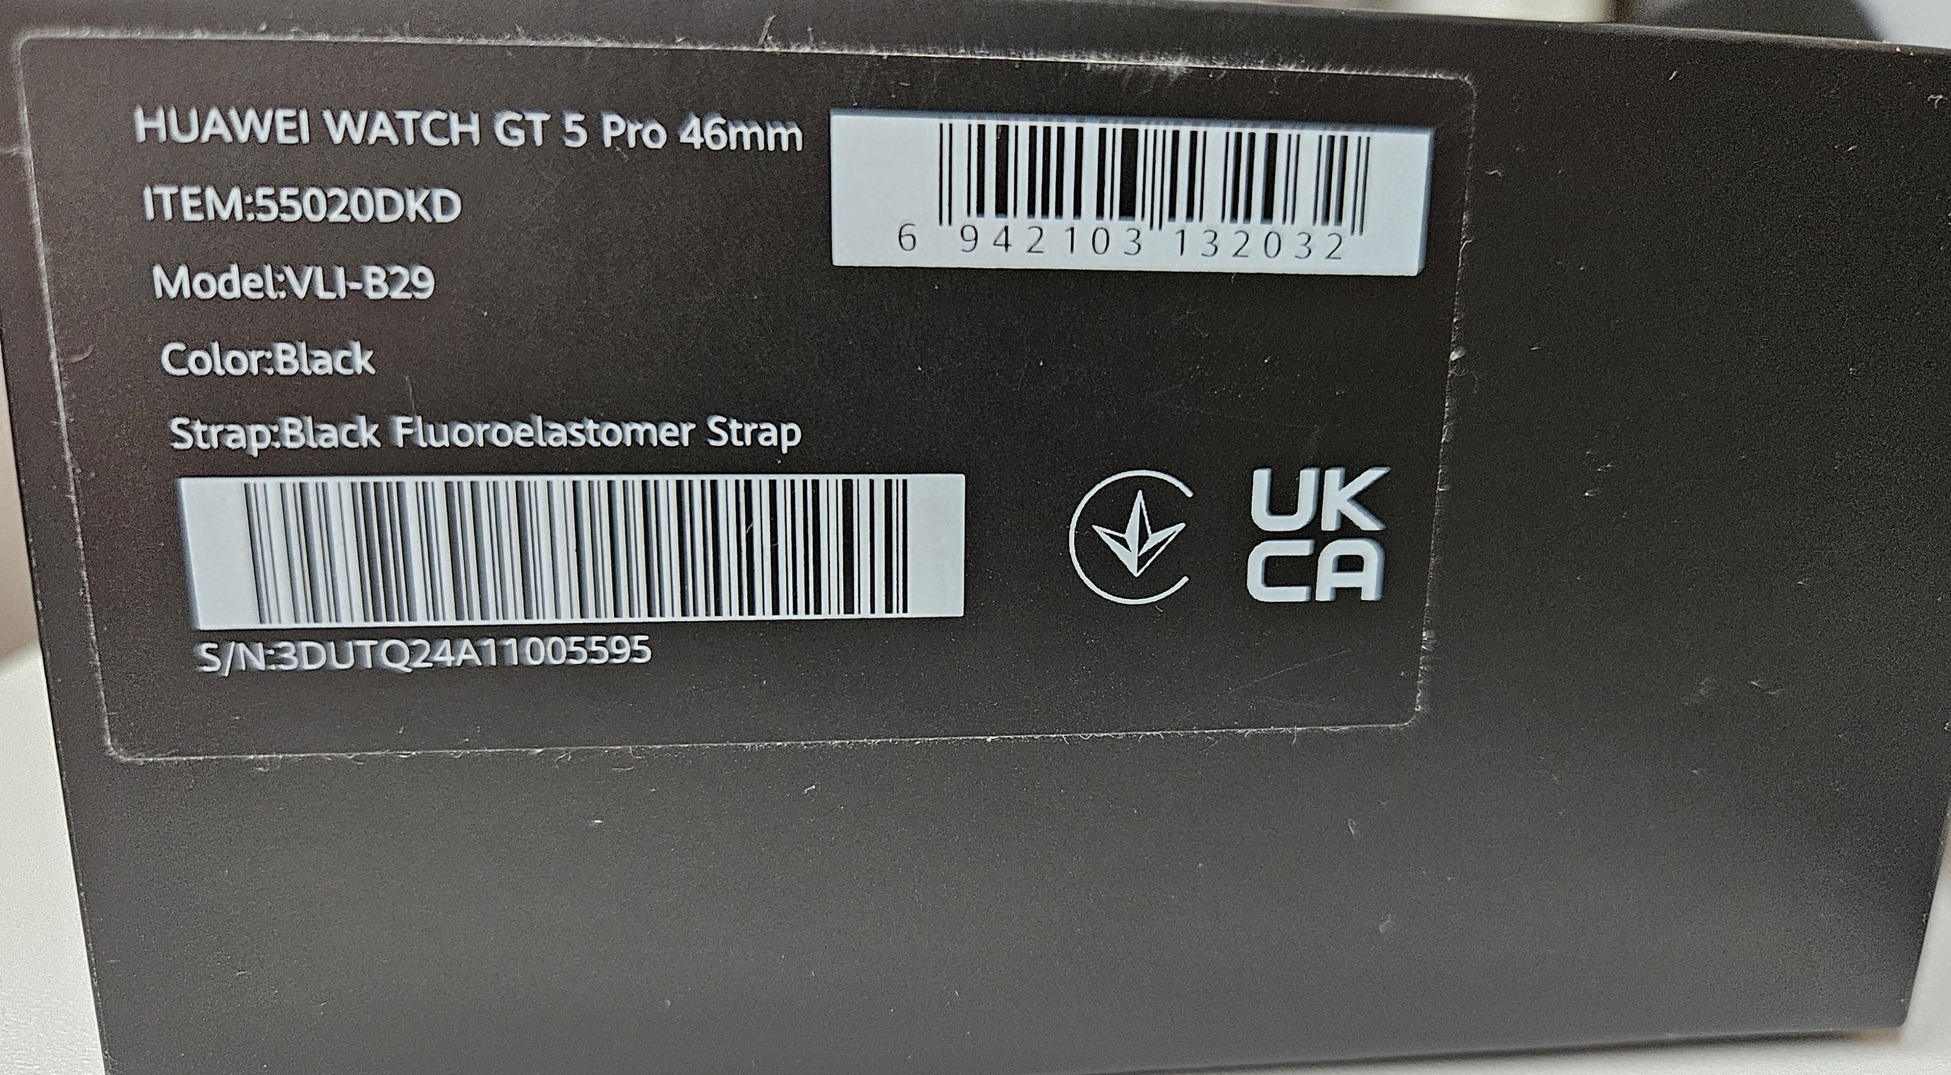 HUAWEI WATCH GT 5 Pro 46mm
ITEM:55020DKD
Model:VLI-B29
Color:Black
Strap:Black Fluoroelastomer Strap
S/N:3DUTQ24A11005595
6 942103 132032
UK
CA